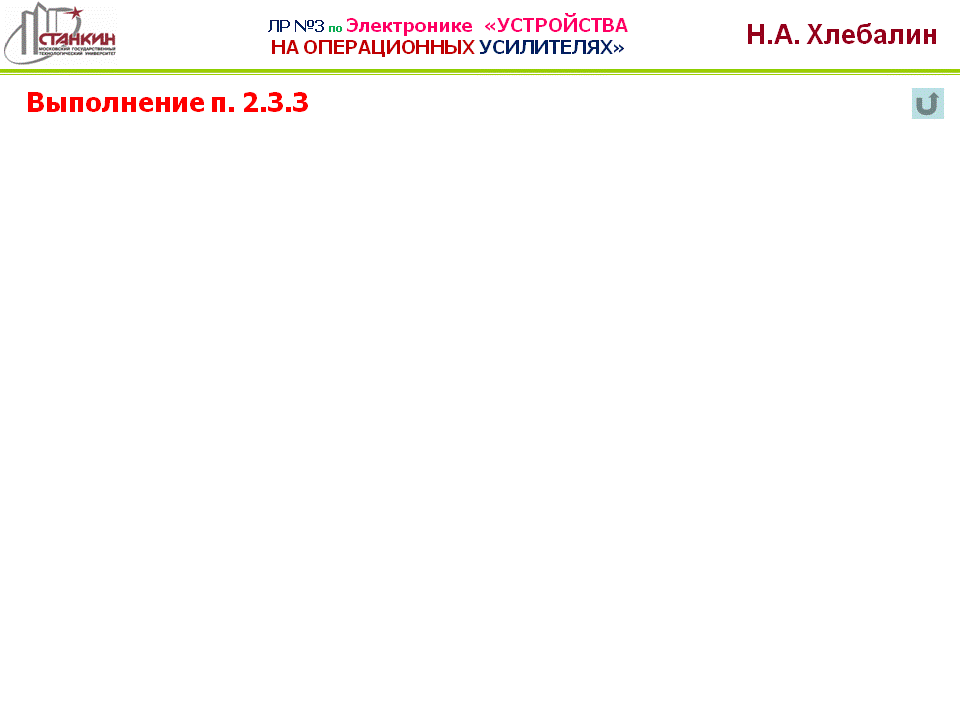 СТАНКИН
МОСКОВСКИЙ ГОСУДАРСТВЕННЫЙ
ТЕХНОЛОГИЧЕСКИЙ УНИВЕРСИТЕТ
ЛР №3 по Электронике «УСТРОЙСТВА
НА ОПЕРАЦИОННЫХ УСИЛИТЕЛЯХ»
Н.А. Хлебалин
Выполнение п. 2.3.3